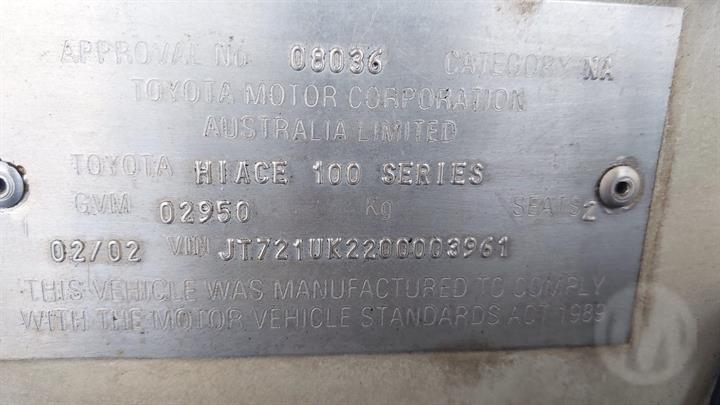 APPROVAL No. 08036 CATEGORY NA
TOYOTA MOTOR CORPORATION
AUSTRALIA LIMITED
TOYOTA HIACE 100 SERIES
GVM 02950 Kg SEATS 2
02/02 VIN JT721UK2200003961
THIS VEHICLE WAS MANUFACTURED TO COMPLY
WITH THE MOTOR VEHICLE STANDARDS ACT 1989